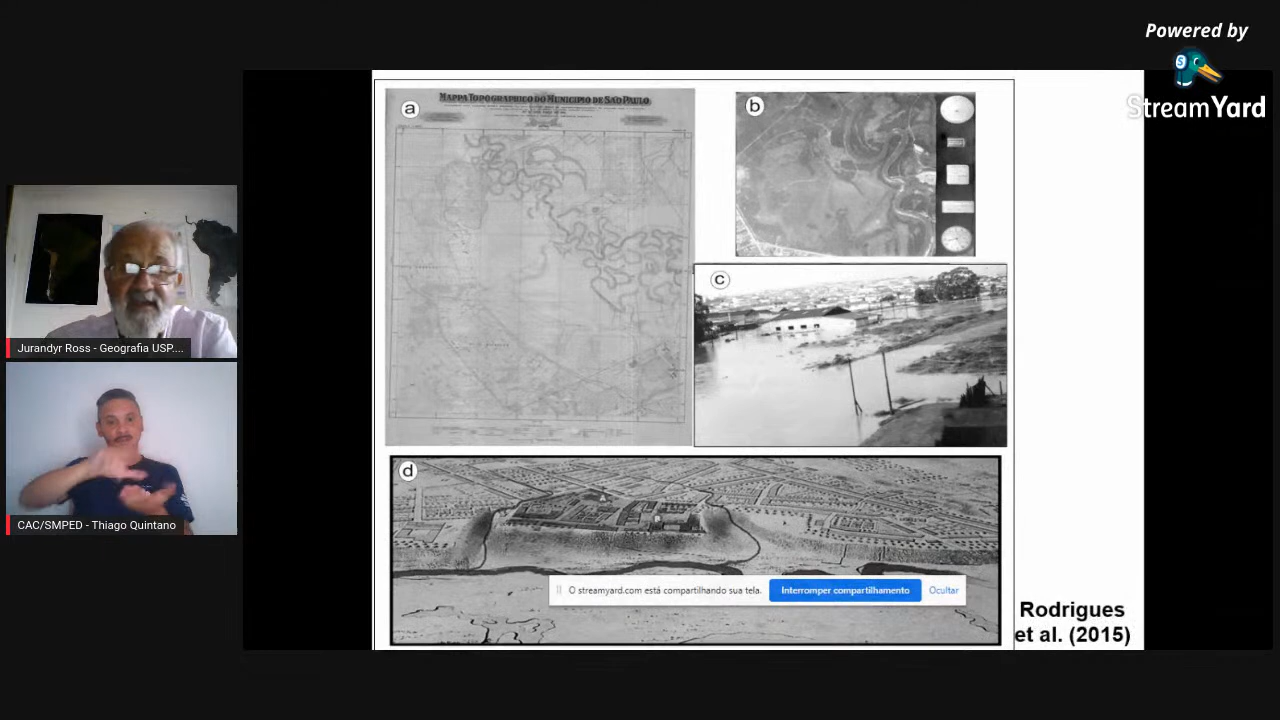 Powered by
StreamYard
a
MAPPA TOPOGRAPHICO DO MUNICIPIO DE SÃO PAULO
b
c
d
Jurandyr Ross - Geografia USP....
CAC/SMPED - Thiago Quintano
O streamyard.com está compartilhando sua tela.
Interromper compartilhamento
Ocultar
Rodrigues
et al. (2015)